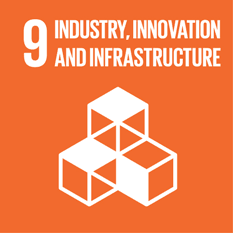 9 INDUSTRY, INNOVATION
AND INFRASTRUCTURE